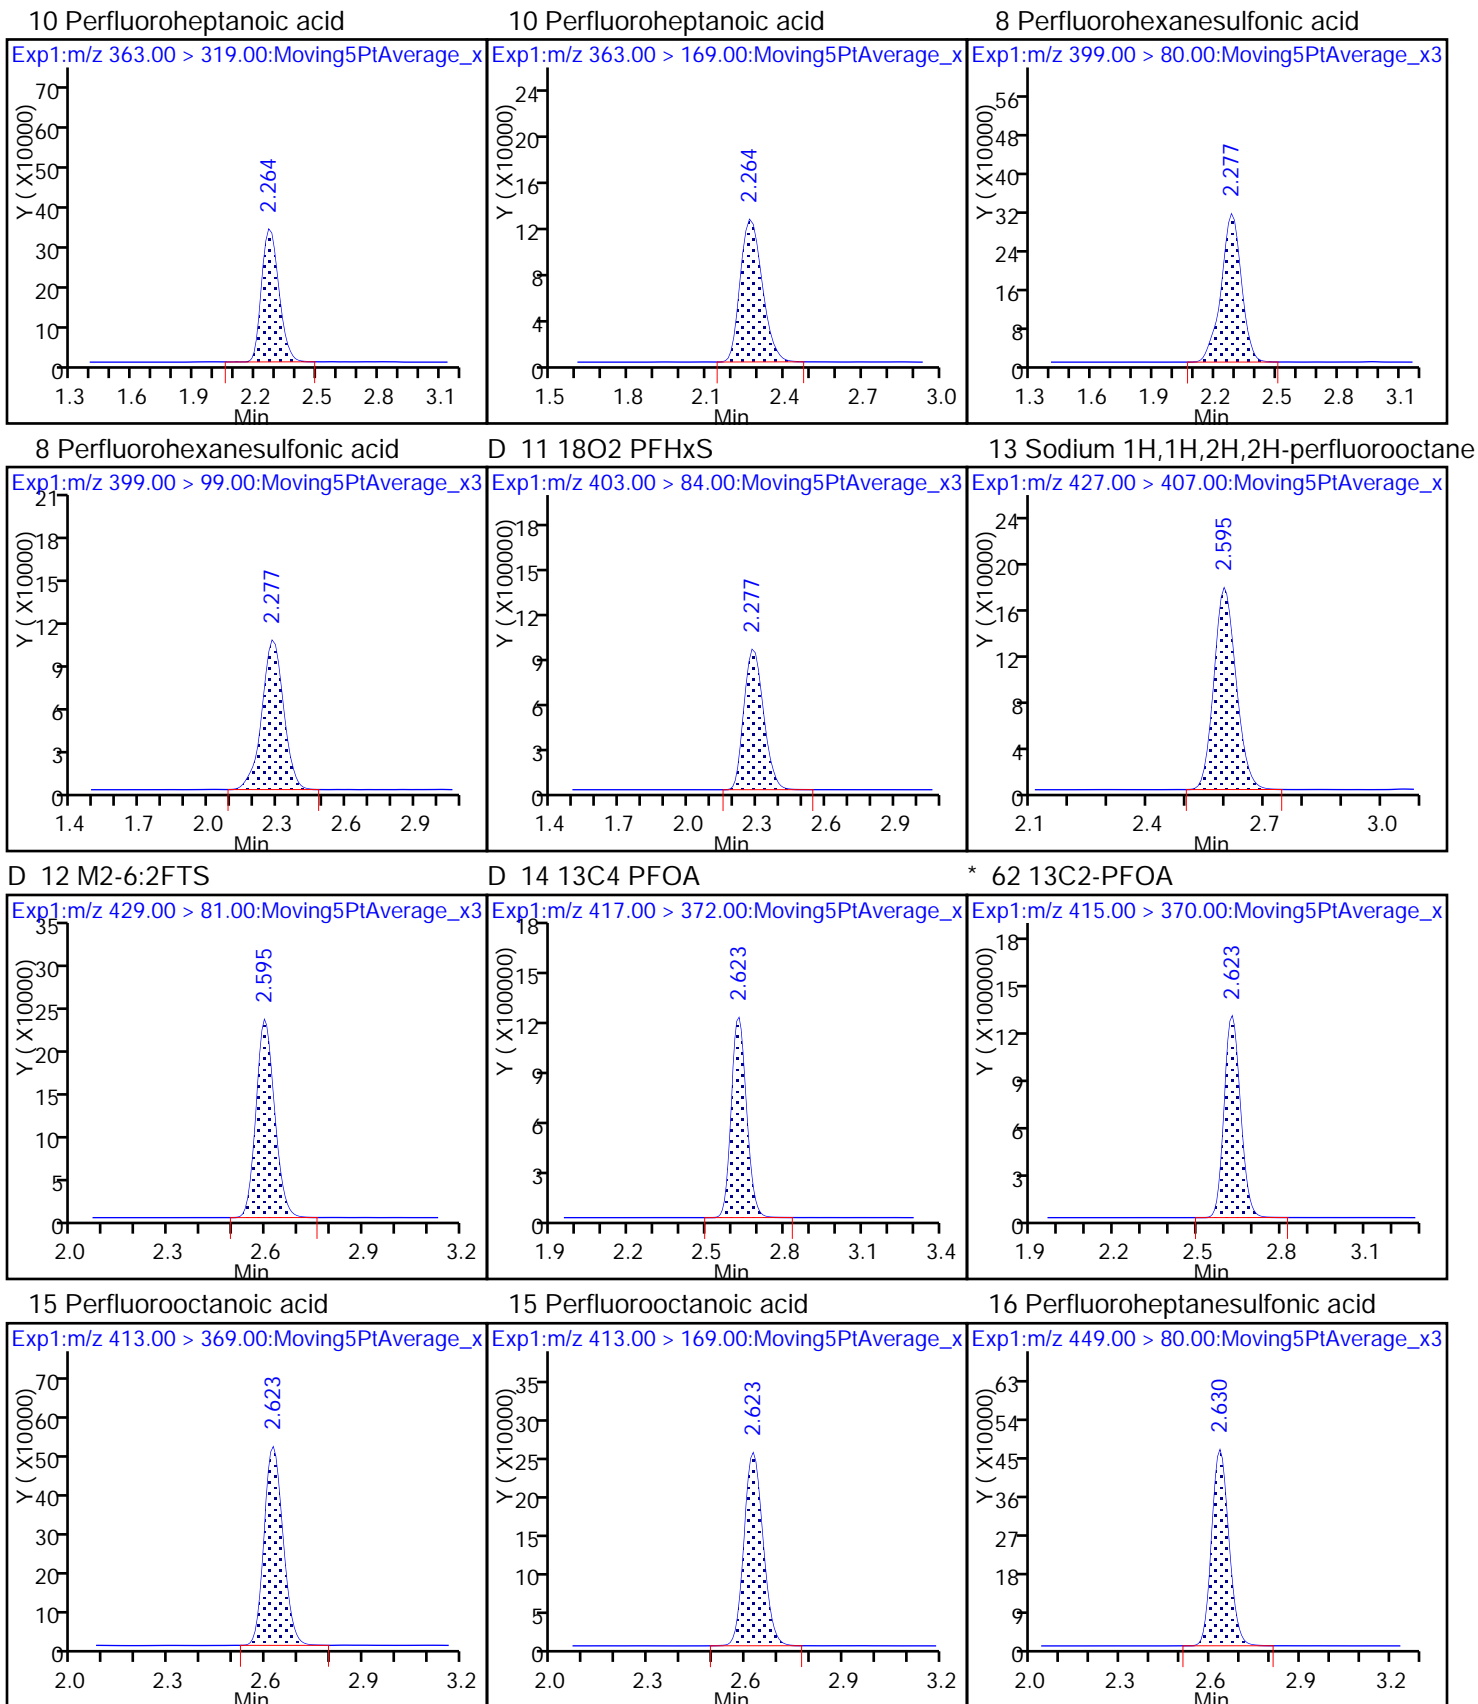 10 Perfluoroheptanoic acid
Exp1:m/z 363.00 > 319.00:Moving5PtAverage_x
Y ( X10000)
70
60
50
40
30
20
10
0
2.264
1.3 1.6 1.9 2.2 2.5 2.8 3.1
Min
10 Perfluoroheptanoic acid
Exp1:m/z 363.00 > 169.00:Moving5PtAverage_x
Y ( X10000)
24
20
16
12
8
4
0
2.264
1.5 1.8 2.1 2.4 2.7 3.0
Min
8 Perfluorohexanesulfonic acid
Exp1:m/z 399.00 > 80.00:Moving5PtAverage_x3
Y ( X10000)
56
48
40
32
24
16
8
0
2.277
1.3 1.6 1.9 2.2 2.5 2.8 3.1
Min
8 Perfluorohexanesulfonic acid
Exp1:m/z 399.00 > 99.00:Moving5PtAverage_x3
Y ( X10000)
21
18
15
12
9
6
3
0
2.277
1.4 1.7 2.0 2.3 2.6 2.9
Min
D 11 18O2 PFHxS
Exp1:m/z 403.00 > 84.00:Moving5PtAverage_x3
Y ( X100000)
18
15
12
9
6
3
0
2.277
1.4 1.7 2.0 2.3 2.6 2.9
Min
13 Sodium 1H,1H,2H,2H-perfluorooctane
Exp1:m/z 427.00 > 407.00:Moving5PtAverage_x
Y ( X10000)
24
20
16
12
8
4
0
2.595
2.1 2.4 2.7 3.0
Min
D 12 M2-6:2FTS
Exp1:m/z 429.00 > 81.00:Moving5PtAverage_x3
Y ( X10000)
35
30
25
20
15
10
5
0
2.595
2.0 2.3 2.6 2.9 3.2
Min
D 14 13C4 PFOA
Exp1:m/z 417.00 > 372.00:Moving5PtAverage_x
Y ( X100000)
18
15
12
9
6
3
0
2.623
1.9 2.2 2.5 2.8 3.1 3.4
Min
* 62 13C2-PFOA
Exp1:m/z 415.00 > 370.00:Moving5PtAverage_x
Y ( X100000)
18
15
12
9
6
3
0
2.623
1.9 2.2 2.5 2.8 3.1
Min
15 Perfluorooctanoic acid
Exp1:m/z 413.00 > 369.00:Moving5PtAverage_x
Y ( X10000)
70
60
50
40
30
20
10
0
2.623
2.0 2.3 2.6 2.9 3.2
Min
15 Perfluorooctanoic acid
Exp1:m/z 413.00 > 169.00:Moving5PtAverage_x
Y ( X10000)
35
30
25
20
15
10
5
0
2.623
2.0 2.3 2.6 2.9 3.2
Min
16 Perfluoroheptanesulfonic acid
Exp1:m/z 449.00 > 80.00:Moving5PtAverage_x3
Y ( X10000)
63
54
45
36
27
18
9
0
2.630
2.0 2.3 2.6 2.9 3.2
Min